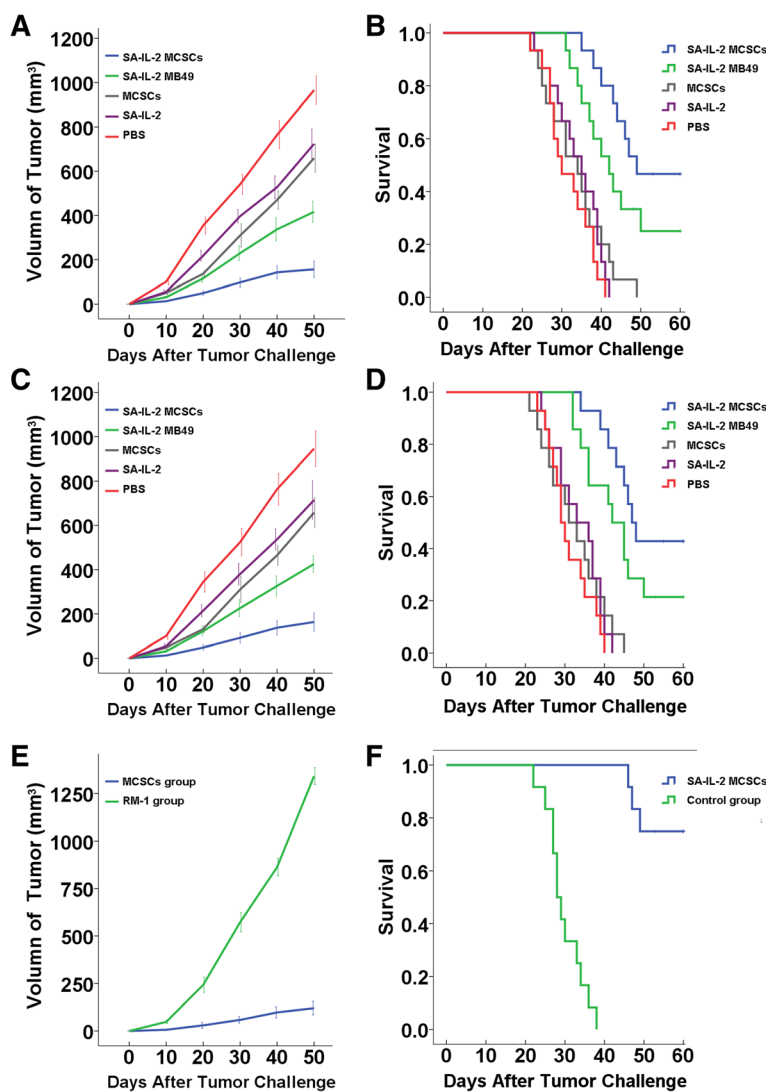 A
Volumn of Tumor (mm³)
1200
1000
800
600
400
200
0
SA-IL-2 MCSCs
SA-IL-2 MB49
MCSCs
SA-IL-2
PBS
0 10 20 30 40 50
Days After Tumor Challenge
B
Survival
1.0
0.8
0.6
0.4
0.2
0.0
SA-IL-2 MCSCs
SA-IL-2 MB49
MCSCs
SA-IL-2
PBS
0 10 20 30 40 50 60
Days After Tumor Challenge
C
Volumn of Tumor (mm³)
1200
1000
800
600
400
200
0
SA-IL-2 MCSCs
SA-IL-2 MB49
MCSCs
SA-IL-2
PBS
0 10 20 30 40 50
Days After Tumor Challenge
D
Survival
1.0
0.8
0.6
0.4
0.2
0.0
SA-IL-2 MCSCs
SA-IL-2 MB49
MCSCs
SA-IL-2
PBS
0 10 20 30 40 50 60
Days After Tumor Challenge
E
Volumn of Tumor (mm³)
1250
1000
750
500
250
0
MCSCs group
RM-1 group
0 10 20 30 40 50
Days After Tumor Challenge
F
Survival
1.0
0.8
0.6
0.4
0.2
0.0
SA-IL-2 MCSCs
Control group
0 10 20 30 40 50 60
Days After Tumor Challenge